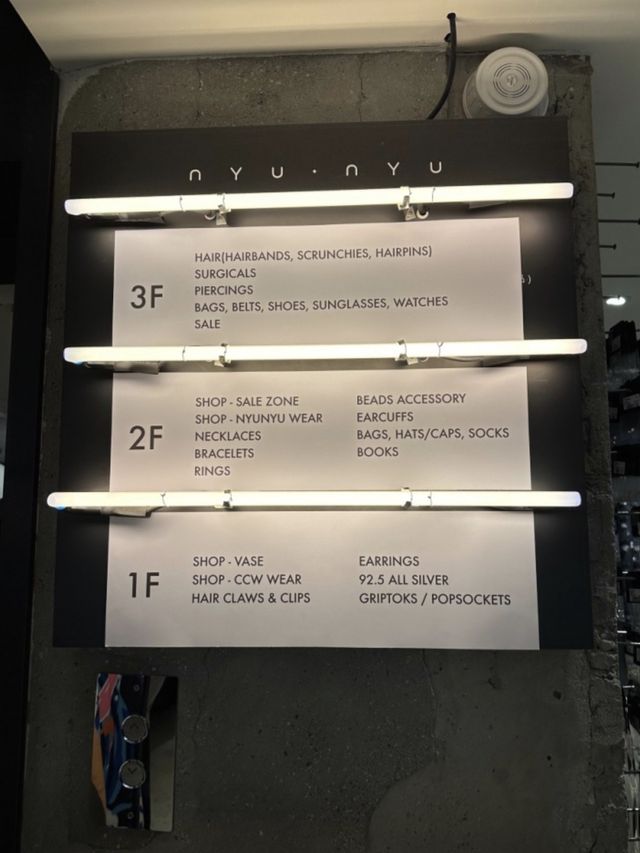 nYU·nYU
3F
HAIR(HAIRBANDS, SCRUNCHIES, HAIRPINS)
SURGICALS
PIERCINGS
BAGS, BELTS, SHOES, SUNGLASSES, WATCHES
SALE
2F
SHOP - SALE ZONE
SHOP - NYUNYU WEAR
NECKLACES
BRACELETS
RINGS
BEADS ACCESSORY
EARCUFFS
BAGS, HATS/CAPS, SOCKS
BOOKS
1F
SHOP - VASE
SHOP - CCW WEAR
HAIR CLAWS & CLIPS
EARRINGS
92.5 ALL SILVER
GRIPTOKS / POPSOCKETS